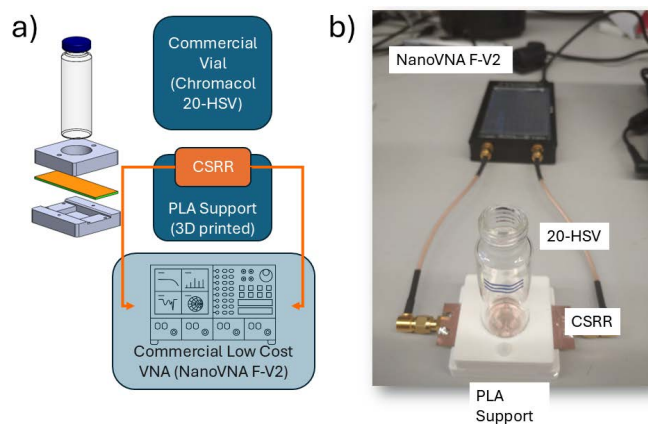 a)
Commercial
Vial
(Chromacol
20-HSV)
CSRR
PLA Support
(3D printed)
Commercial Low Cost
VNA (NanoVNA F-V2)
b)
NanoVNA F-V2
20-HSV
CSRR
PLA
Support